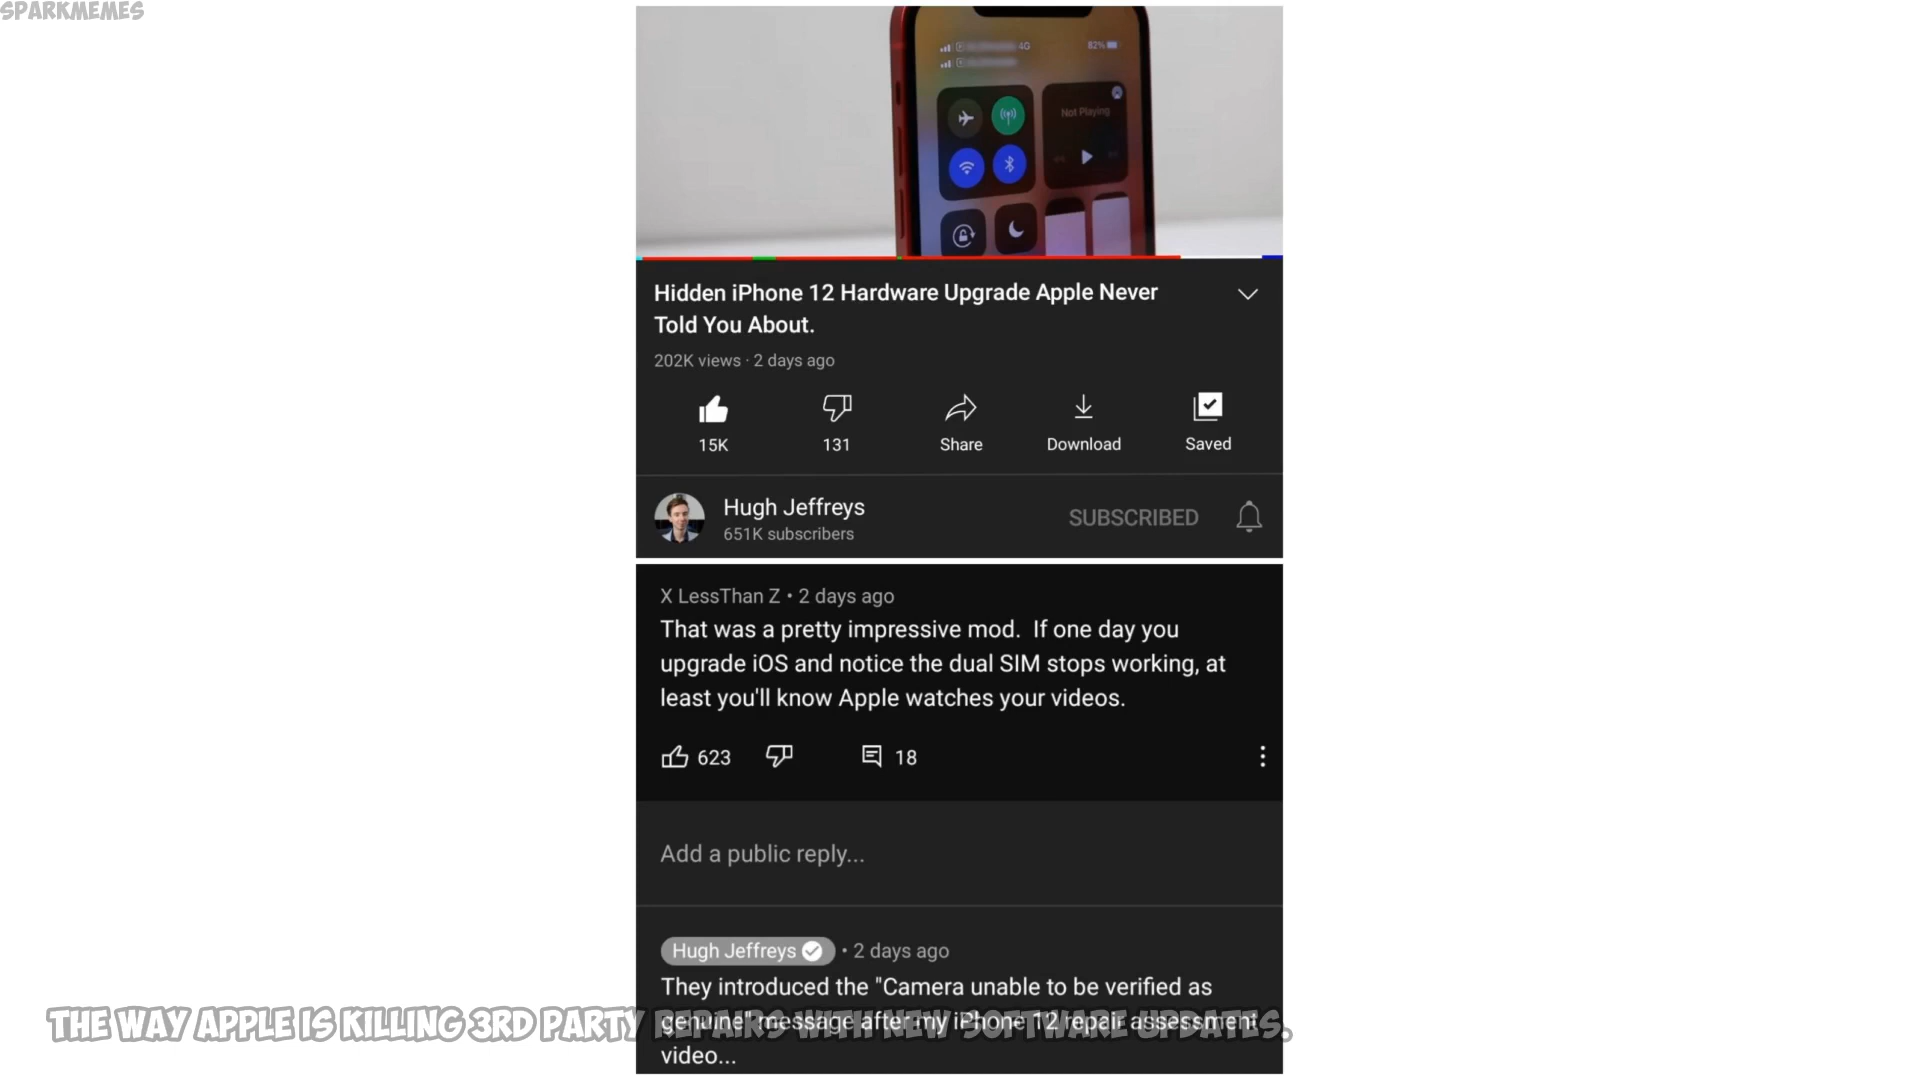 SPARKMEMES
4G
82%
Not Playing
Hidden iPhone 12 Hardware Upgrade Apple Never
Told You About.
202K views · 2 days ago
15K
131
Share
Download
Saved
Hugh Jeffreys
651K subscribers
SUBSCRIBED
X LessThan Z • 2 days ago
That was a pretty impressive mod. If one day you
upgrade iOS and notice the dual SIM stops working, at
least you'll know Apple watches your videos.
623
18
Add a public reply...
Hugh Jeffreys • 2 days ago
They introduced the "Camera unable to be verified as
genuine" message after my iPhone 12 repair assessment
video...
THE WAY APPLE IS KILLING 3RD PARTY REPAIRS WITH NEW SOFTWARE UPDATES.